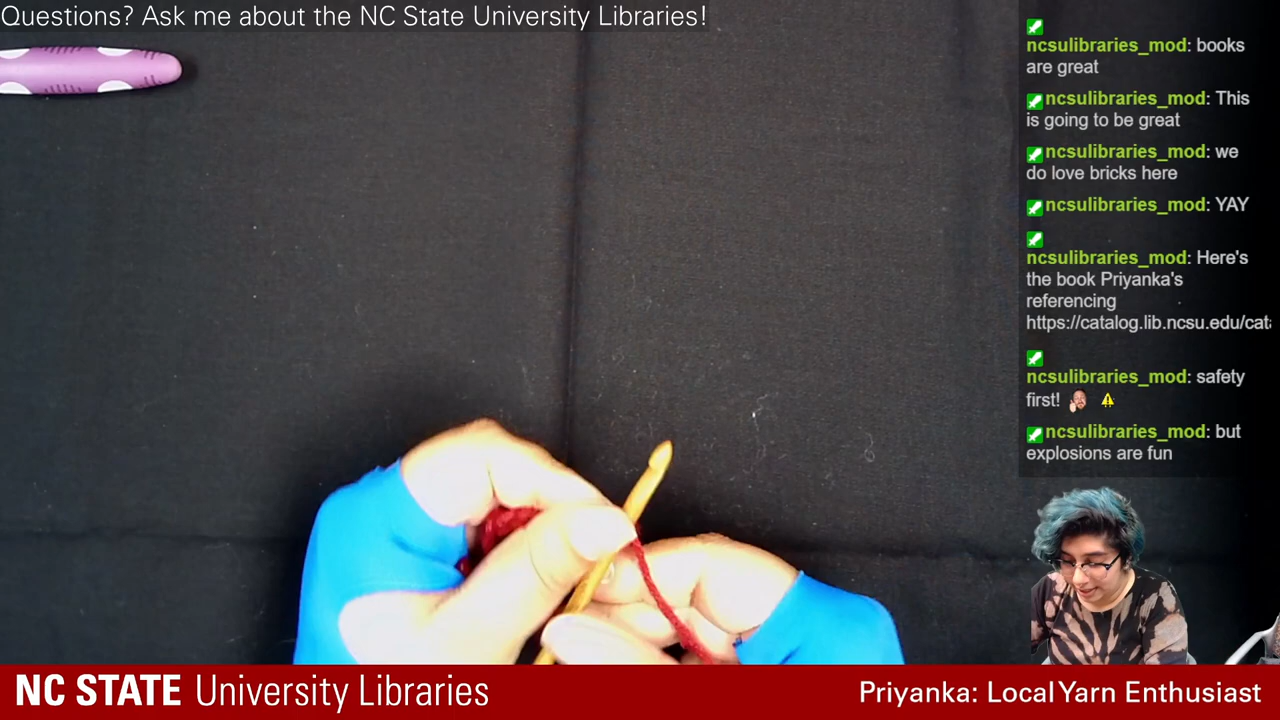 Questions? Ask me about the NC State University Libraries!
ncsulibraries_mod: books
are great
ncsulibraries_mod: This
is going to be great
ncsulibraries_mod: we
do love bricks here
ncsulibraries_mod: YAY
ncsulibraries_mod: Here's
the book Priyanka's
referencing
https://catalog.lib.ncsu.edu/cat
ncsulibraries_mod: safety
first!
ncsulibraries_mod: but
explosions are fun
NC STATE University Libraries
Priyanka: Local Yarn Enthusiast